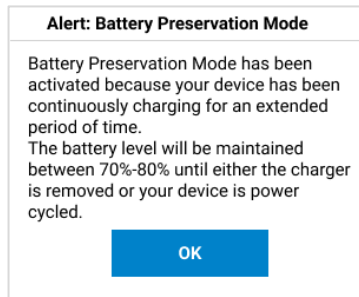 Alert: Battery Preservation Mode
Battery Preservation Mode has been
activated because your device has been
continuously charging for an extended
period of time.
The battery level will be maintained
between 70%-80% until either the charger
is removed or your device is power
cycled.
OK